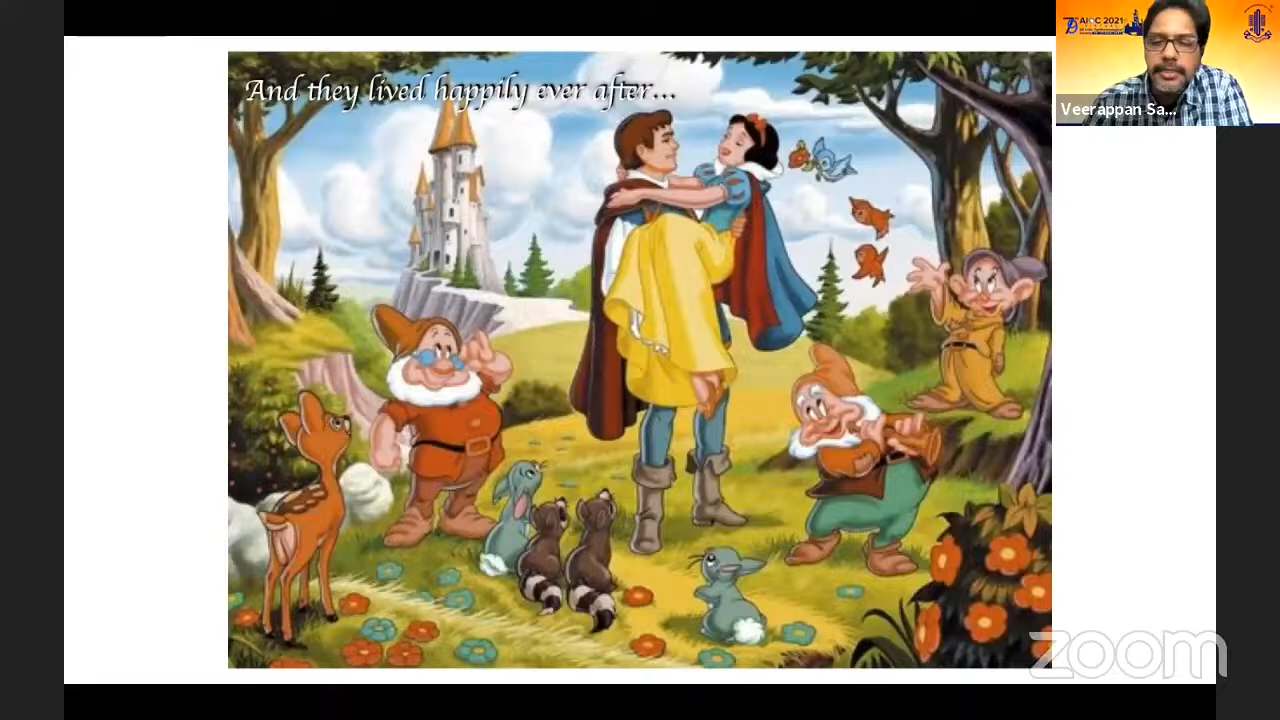 And they lived happily ever after...
AIOC 2021
Veerappan Sa...
zoom